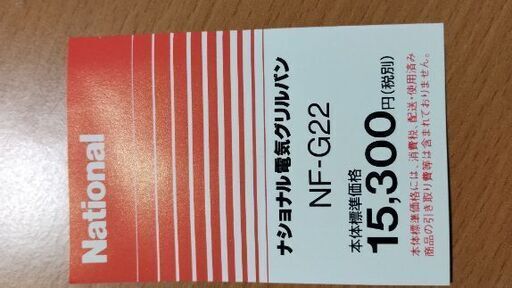 National
ナショナル電気グリルパン
NF-G22
本体標準価格
15,300円(税別)
本体標準価格には、消費税、配送・使用済み
商品の引き取り費等は含まれておりません。